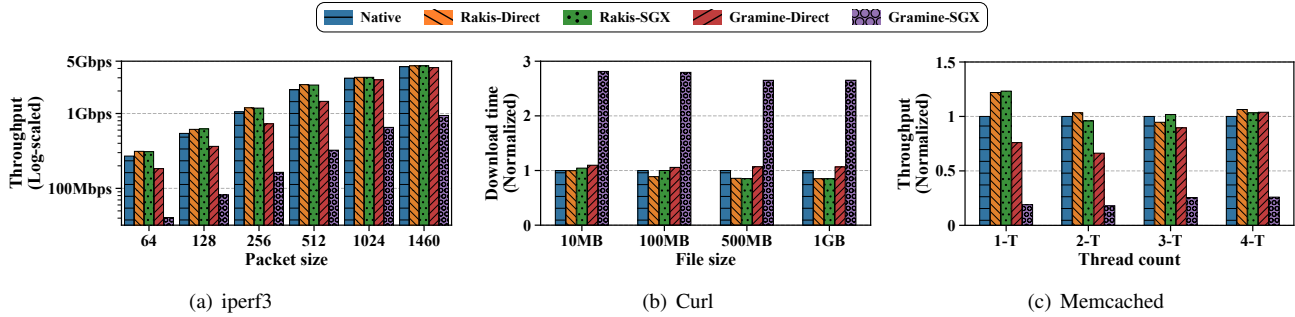 Native Rakis-Direct Rakis-SGX Gramine-Direct Gramine-SGX
Throughput
(Log-scaled)
5Gbps
1Gbps
100Mbps
64 128 256 512 1024 1460
Packet size
(a) iperf3
Download time
(Normalized)
3
2
1
0
10MB 100MB 500MB 1GB
File size
(b) Curl
Throughput
(Normalized)
1.5
1
0.5
0
1-T 2-T 3-T 4-T
Thread count
(c) Memcached